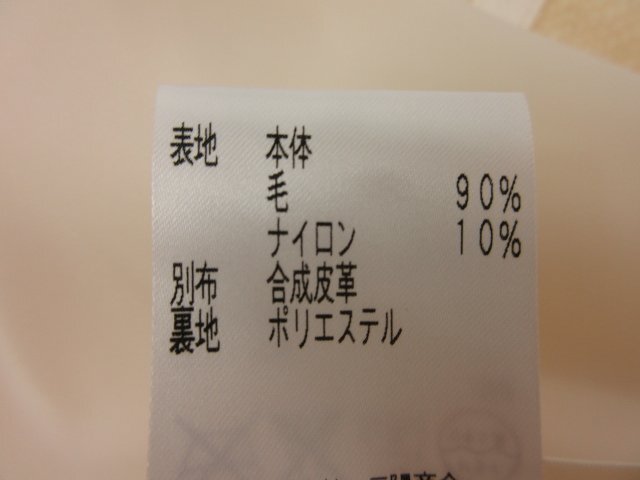 表地 本体
毛 90%
ナイロン 10%
別布 合成皮革
裏地 ポリエステル